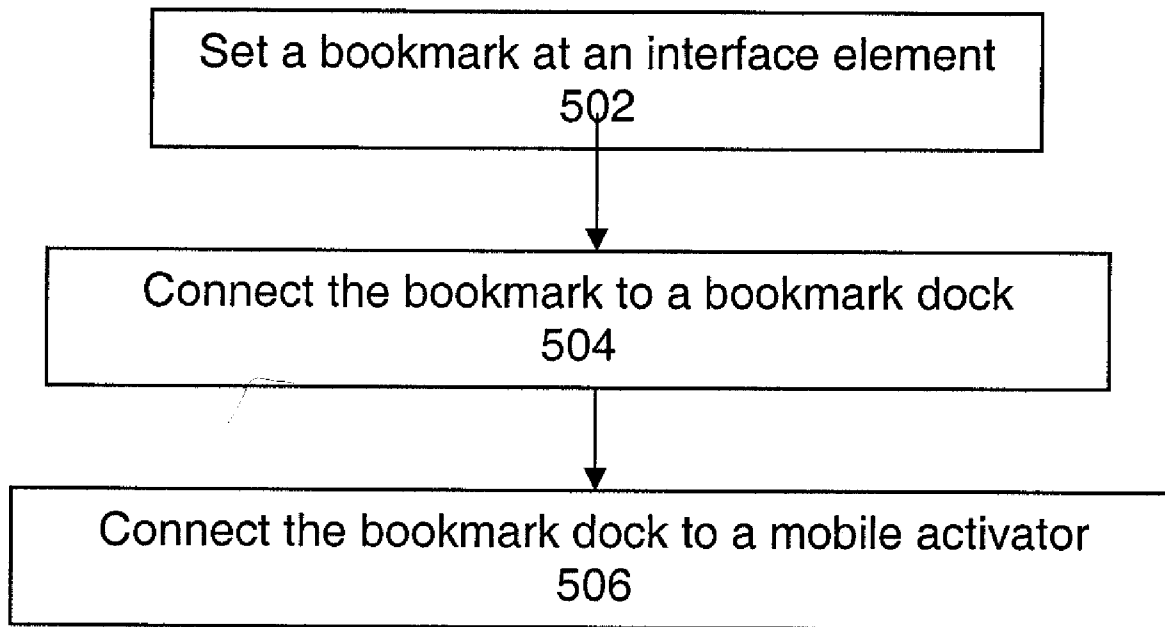 Set a bookmark at an interface element
502
Connect the bookmark to a bookmark dock
504
Connect the bookmark dock to a mobile activator
506